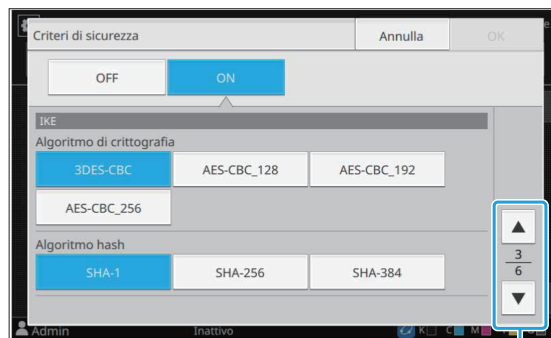 Criteri di sicurezza Annulla OK
OFF ON
IKE
Algoritmo di crittografia
3DES-CBC AES-CBC_128 AES-CBC_192
AES-CBC_256
Algoritmo hash
SHA-1 SHA-256 SHA-384
3
6
Admin Inattivo K C M